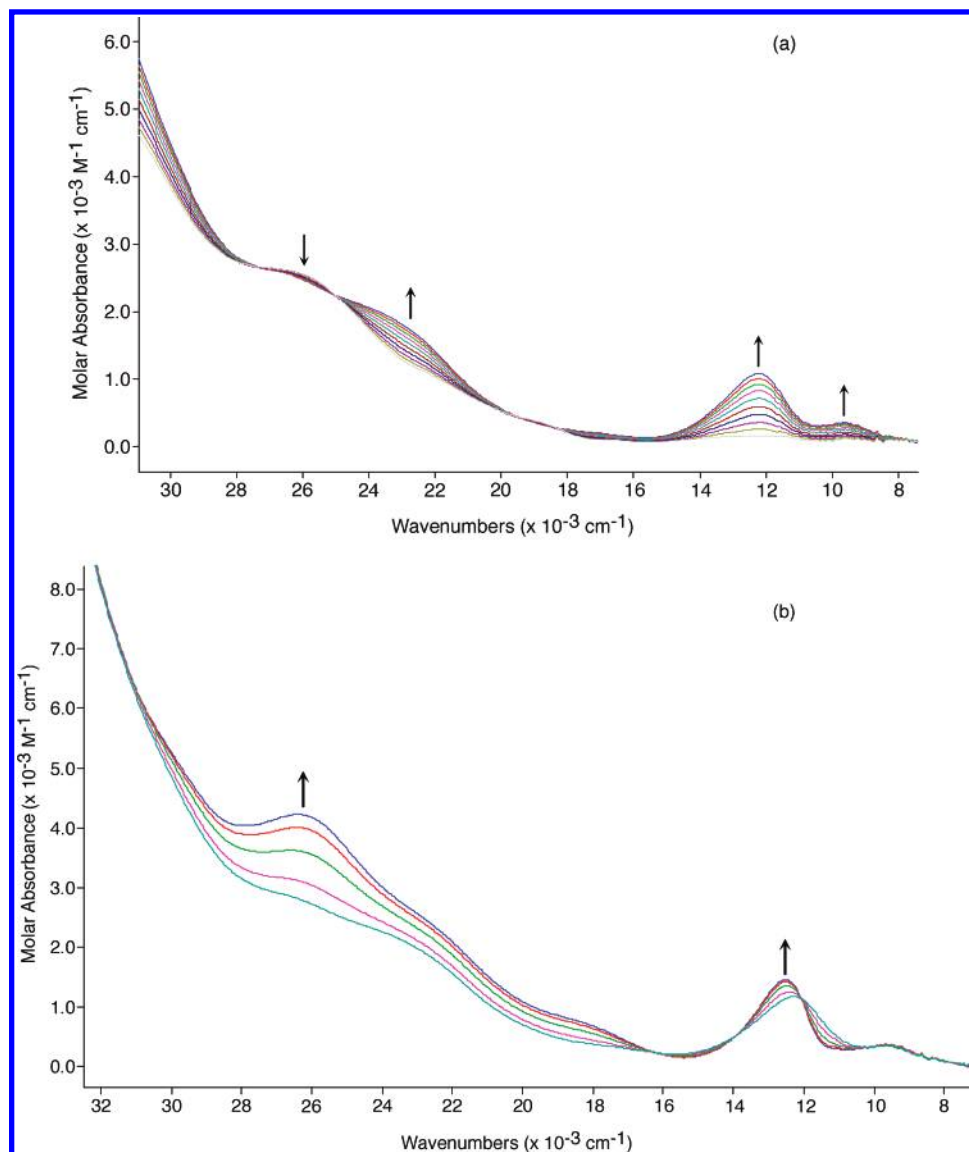 (a)
Molar Absorbance (x 10-3 M-1 cm-1)
6.0
5.0
4.0
3.0
2.0
1.0
0.0
30 28 26 24 22 20 18 16 14 12 10 8
Wavenumbers (x 10-3 cm-1)
(b)
Molar Absorbance (x 10-3 M-1 cm-1)
8.0
7.0
6.0
5.0
4.0
3.0
2.0
1.0
0.0
32 30 28 26 24 22 20 18 16 14 12 10 8
Wavenumbers (x 10-3 cm-1)